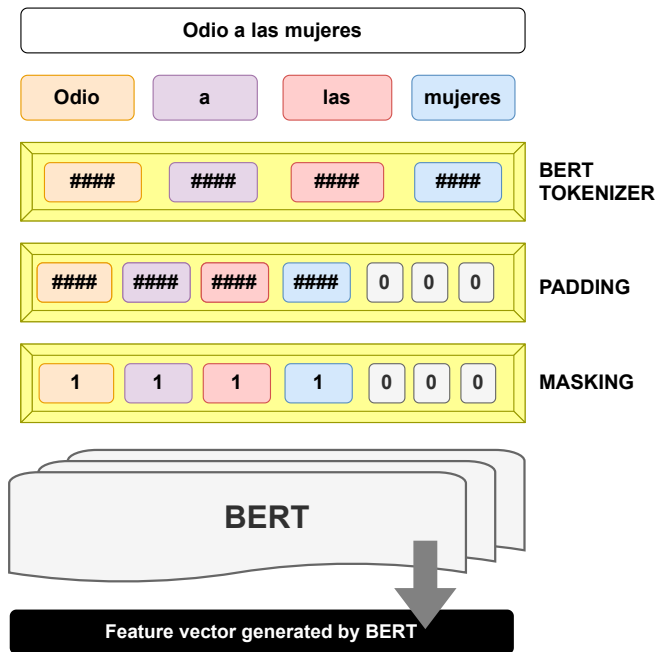 Odio a las mujeres
Odio a las mujeres
#### #### #### #### BERT TOKENIZER
#### #### #### #### 0 0 0 PADDING
1 1 1 1 0 0 0 MASKING
BERT
Feature vector generated by BERT